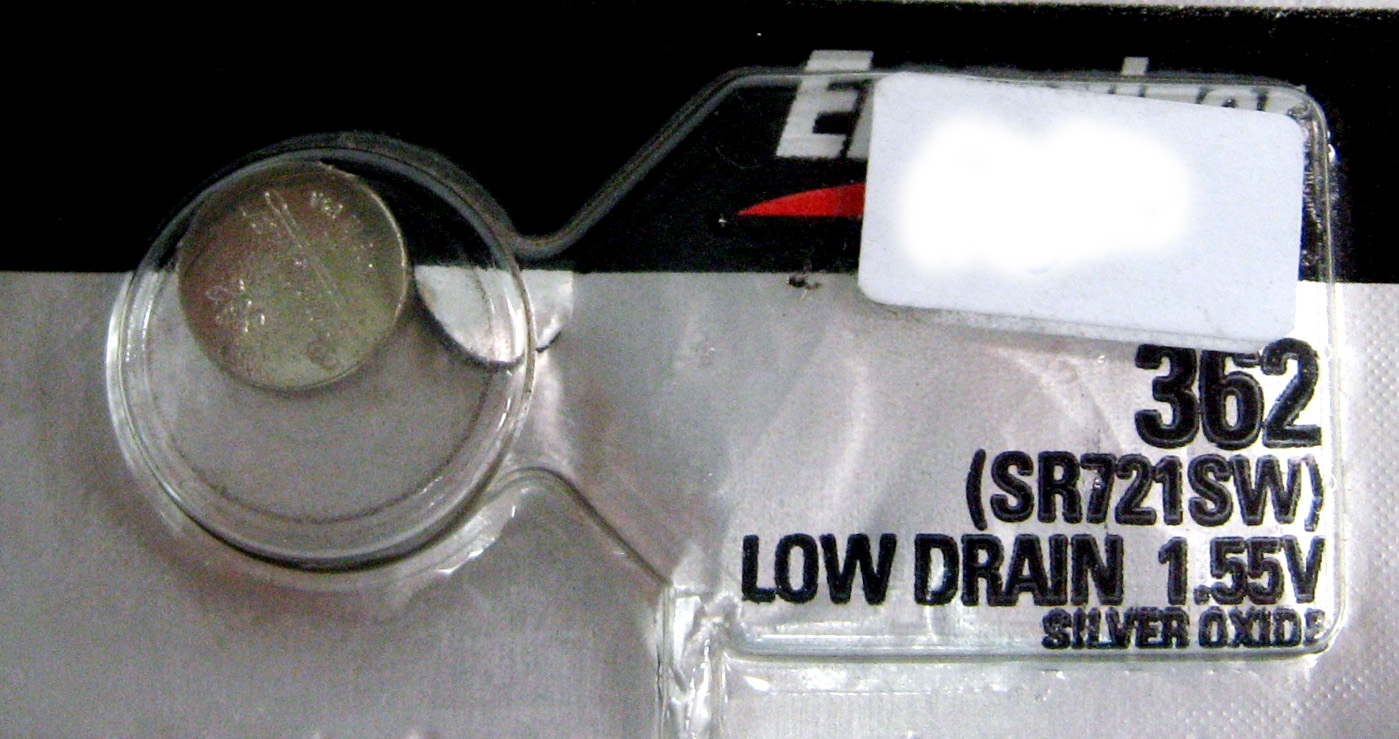 362
(SR721SW)
LOW DRAIN 1.55V
SILVER OXIDE